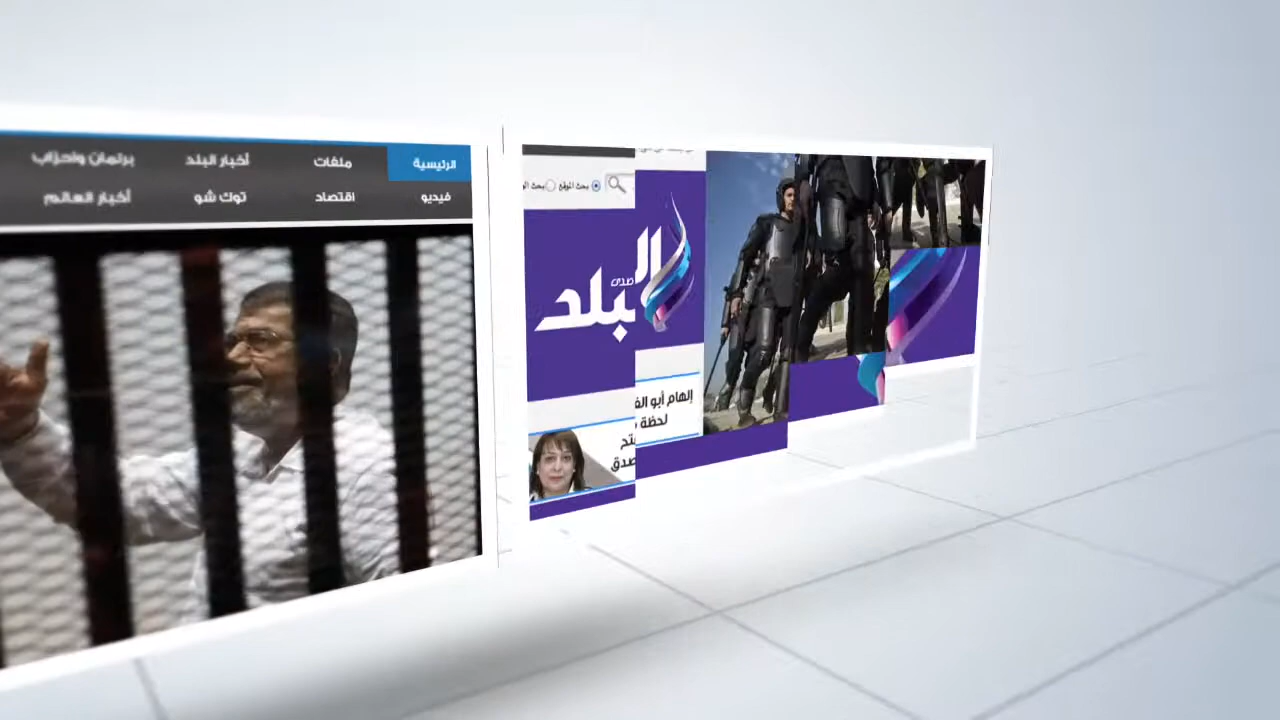 الرئيسية ملفات أخبار البلد برلمان وأحزاب
فيديو اقتصاد توك شو أخبار العالم
بحث الموقع
صدى
البلد
إلهام أبو
لحظة